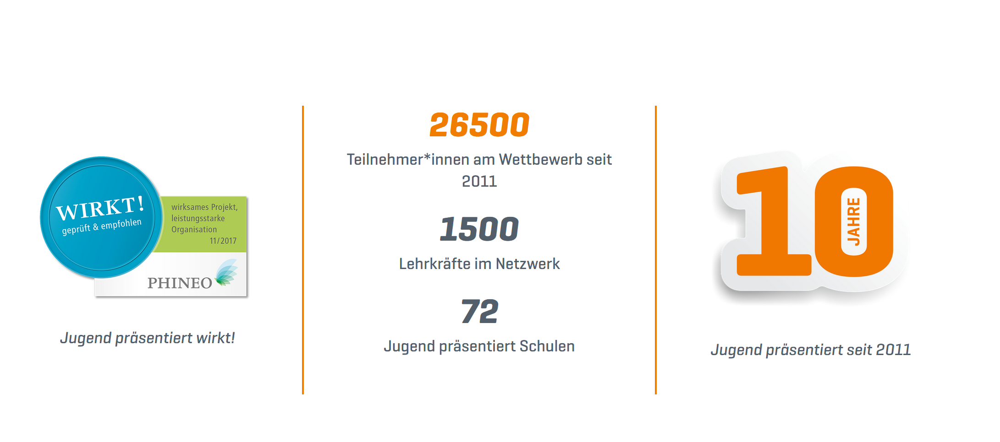 WIRKT!
geprüft & empfohlen
wirksames Projekt,
leistungsstarke
Organisation
11/2017
PHINEO
Jugend präsentiert wirkt!
26500
Teilnehmer*innen am Wettbewerb seit
2011
1500
Lehrkräfte im Netzwerk
72
Jugend präsentiert Schulen
10
JAHRE
Jugend präsentiert seit 2011